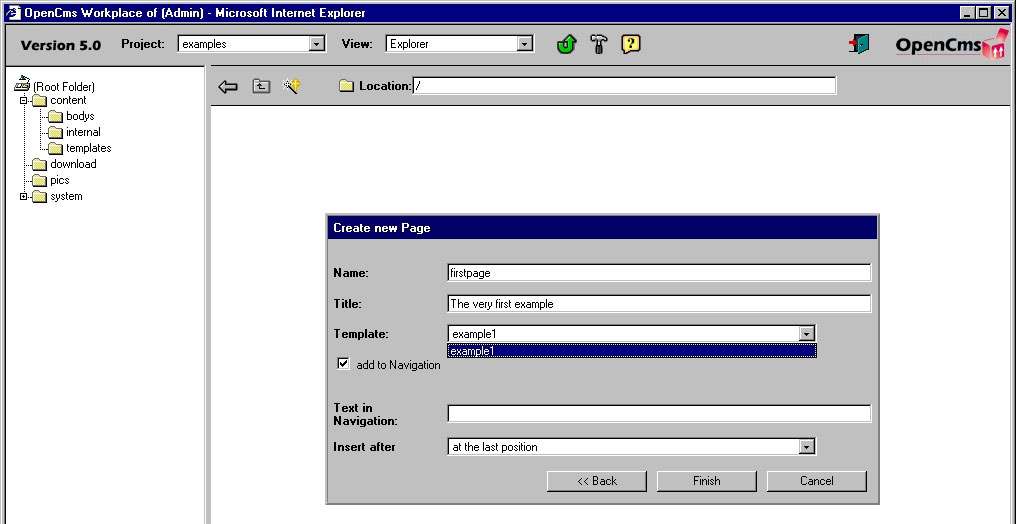 OpenCms Workplace of (Admin) - Microsoft Internet Explorer
Version 5.0 Project: examples View: Explorer OpenCms
(Root Folder)
content
bodys
internal
templates
download
pics
system
Location: /
Create new Page
Name: firstpage
Title: The very first example
Template: example1
example1
add to Navigation
Text in
Navigation:
Insert after at the last position
<< Back Finish Cancel